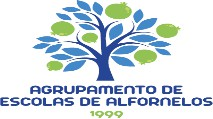 AGRUPAMENTO DE
ESCOLAS DE ALFORNELOS
1999